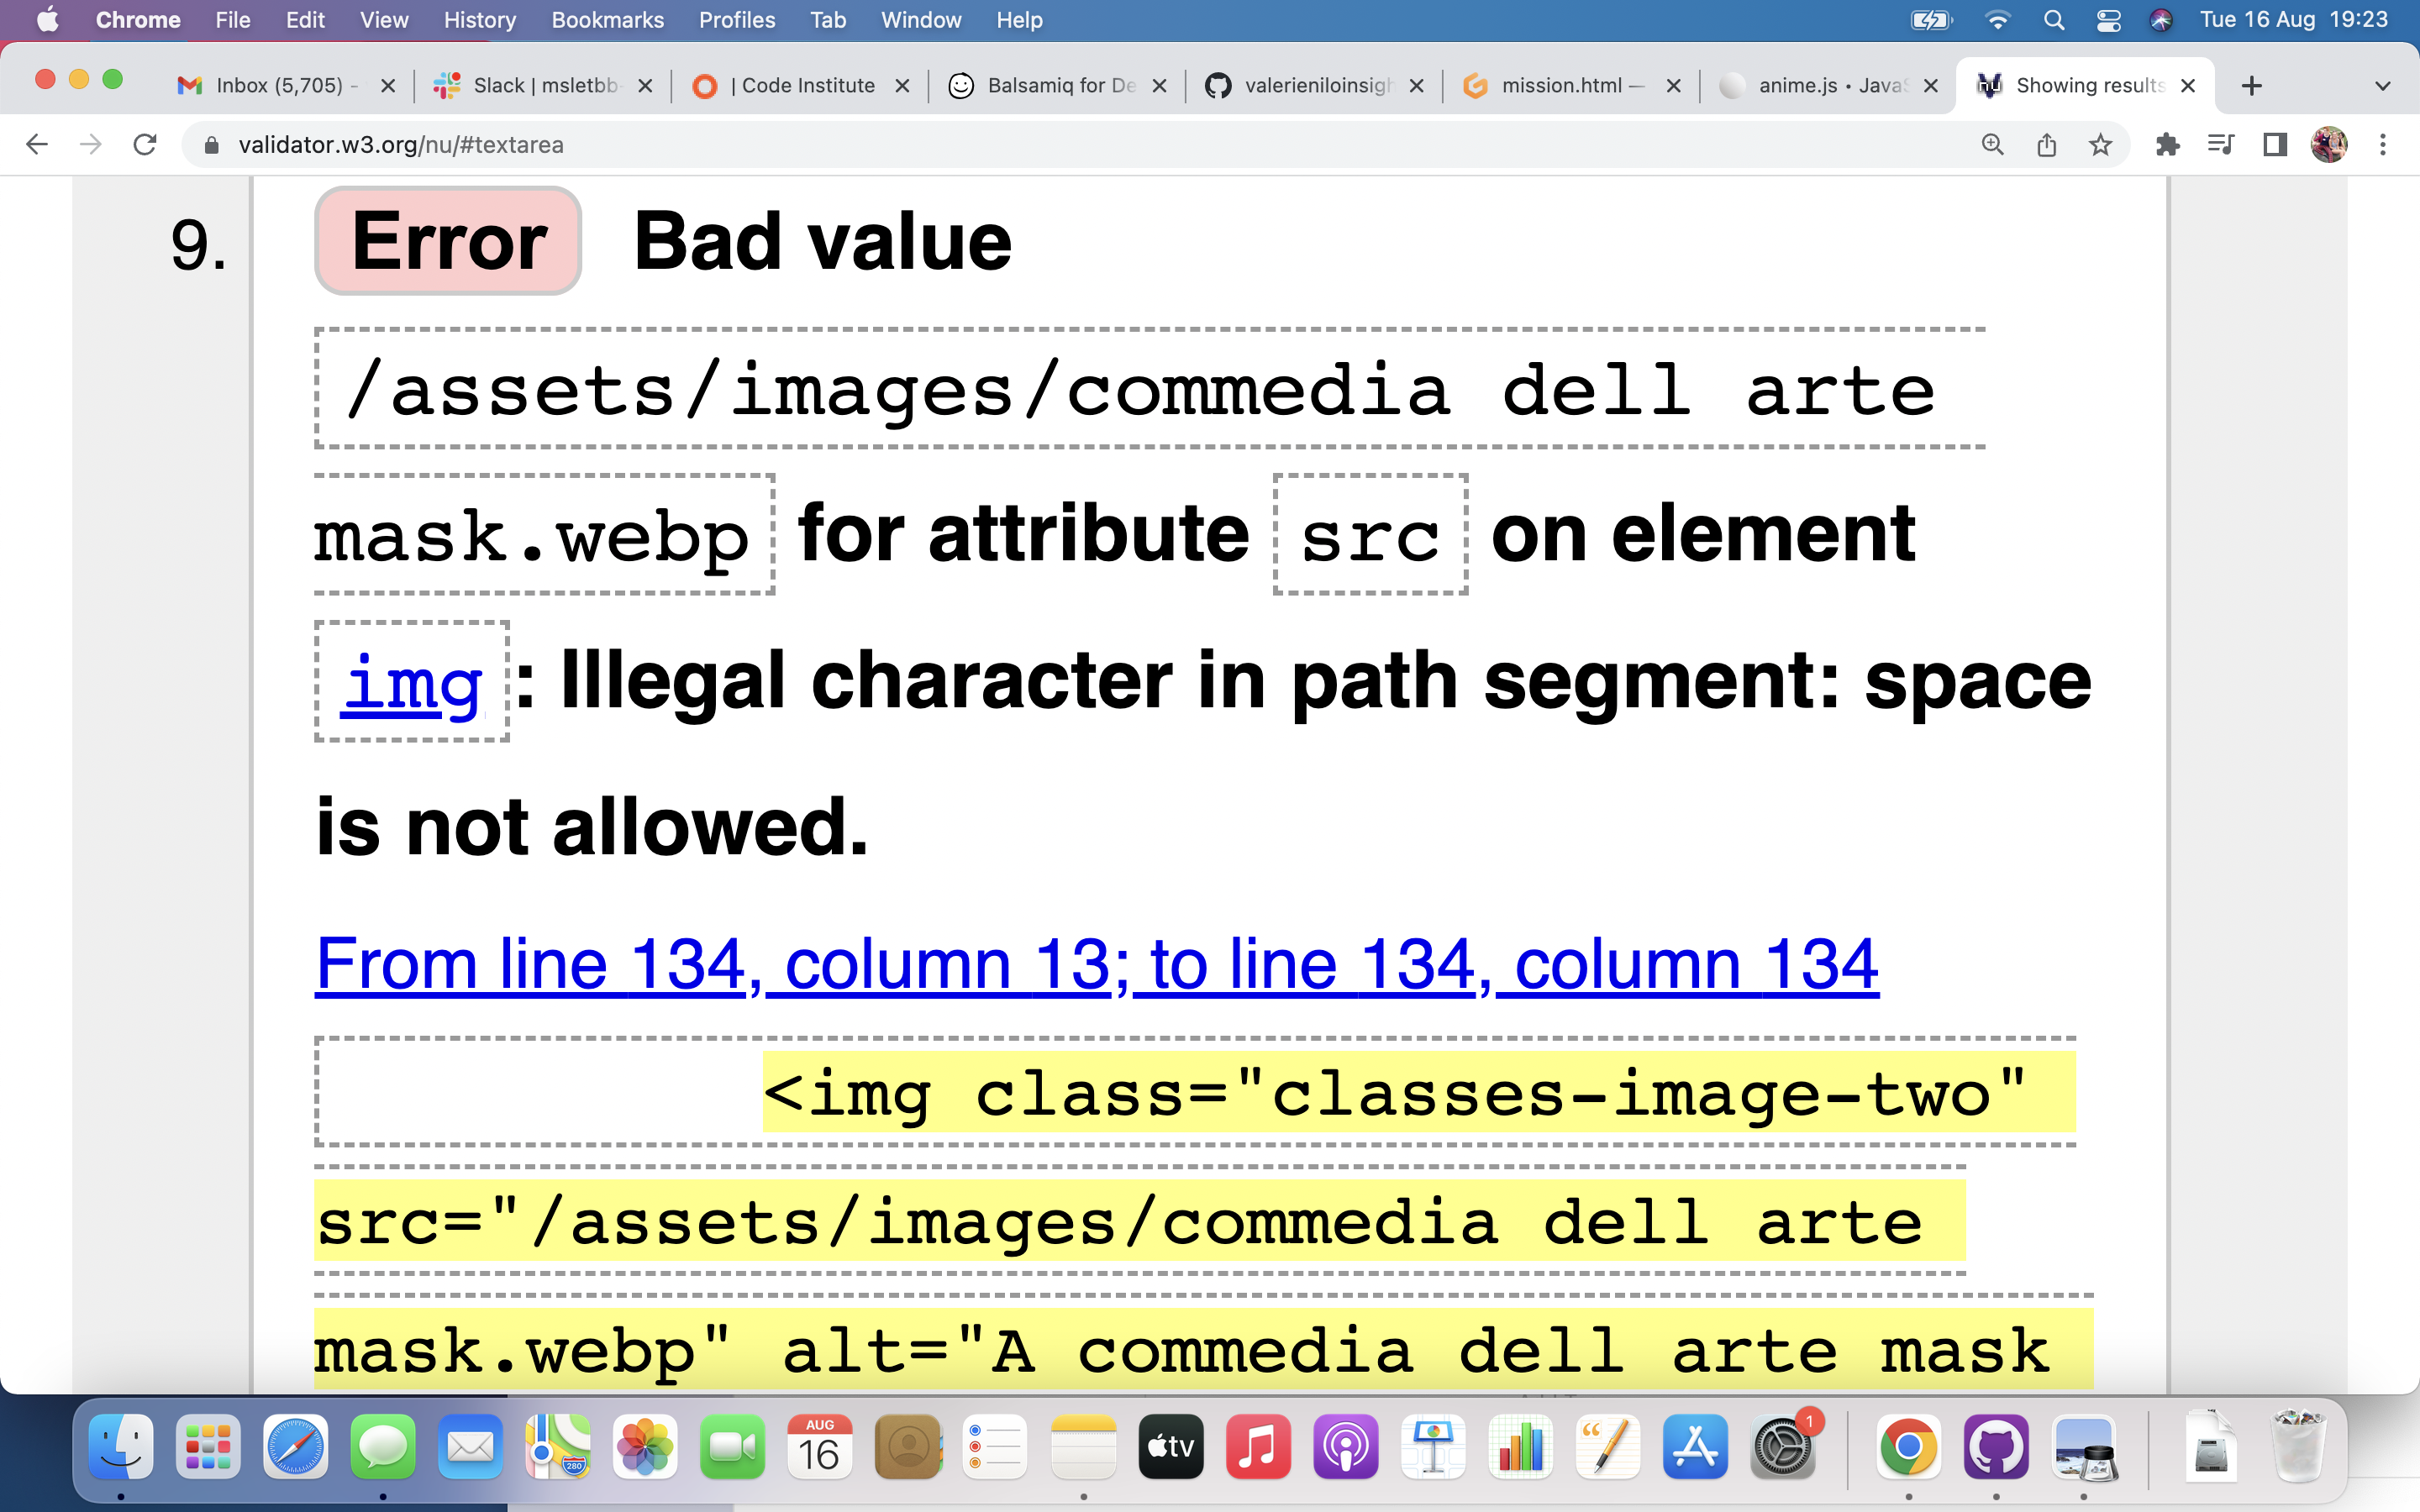 Chrome File Edit View History Bookmarks Profiles Tab Window Help Tue 16 Aug 19:23
Inbox (5,705) - Slack | msletbb- | Code Institute Balsamiq for De valerieniloinsigh mission.html — anime.js • JavaS Showing results
validator.w3.org/nu/#textarea
9. Error Bad value
/assets/images/commedia dell arte
mask.webp for attribute src on element
img: Illegal character in path segment: space
is not allowed.
From line 134, column 13; to line 134, column 134
<img class="classes-image-two"
src="/assets/images/commedia dell arte
mask.webp" alt="A commedia dell arte mask
AUG
16
280
tv
1